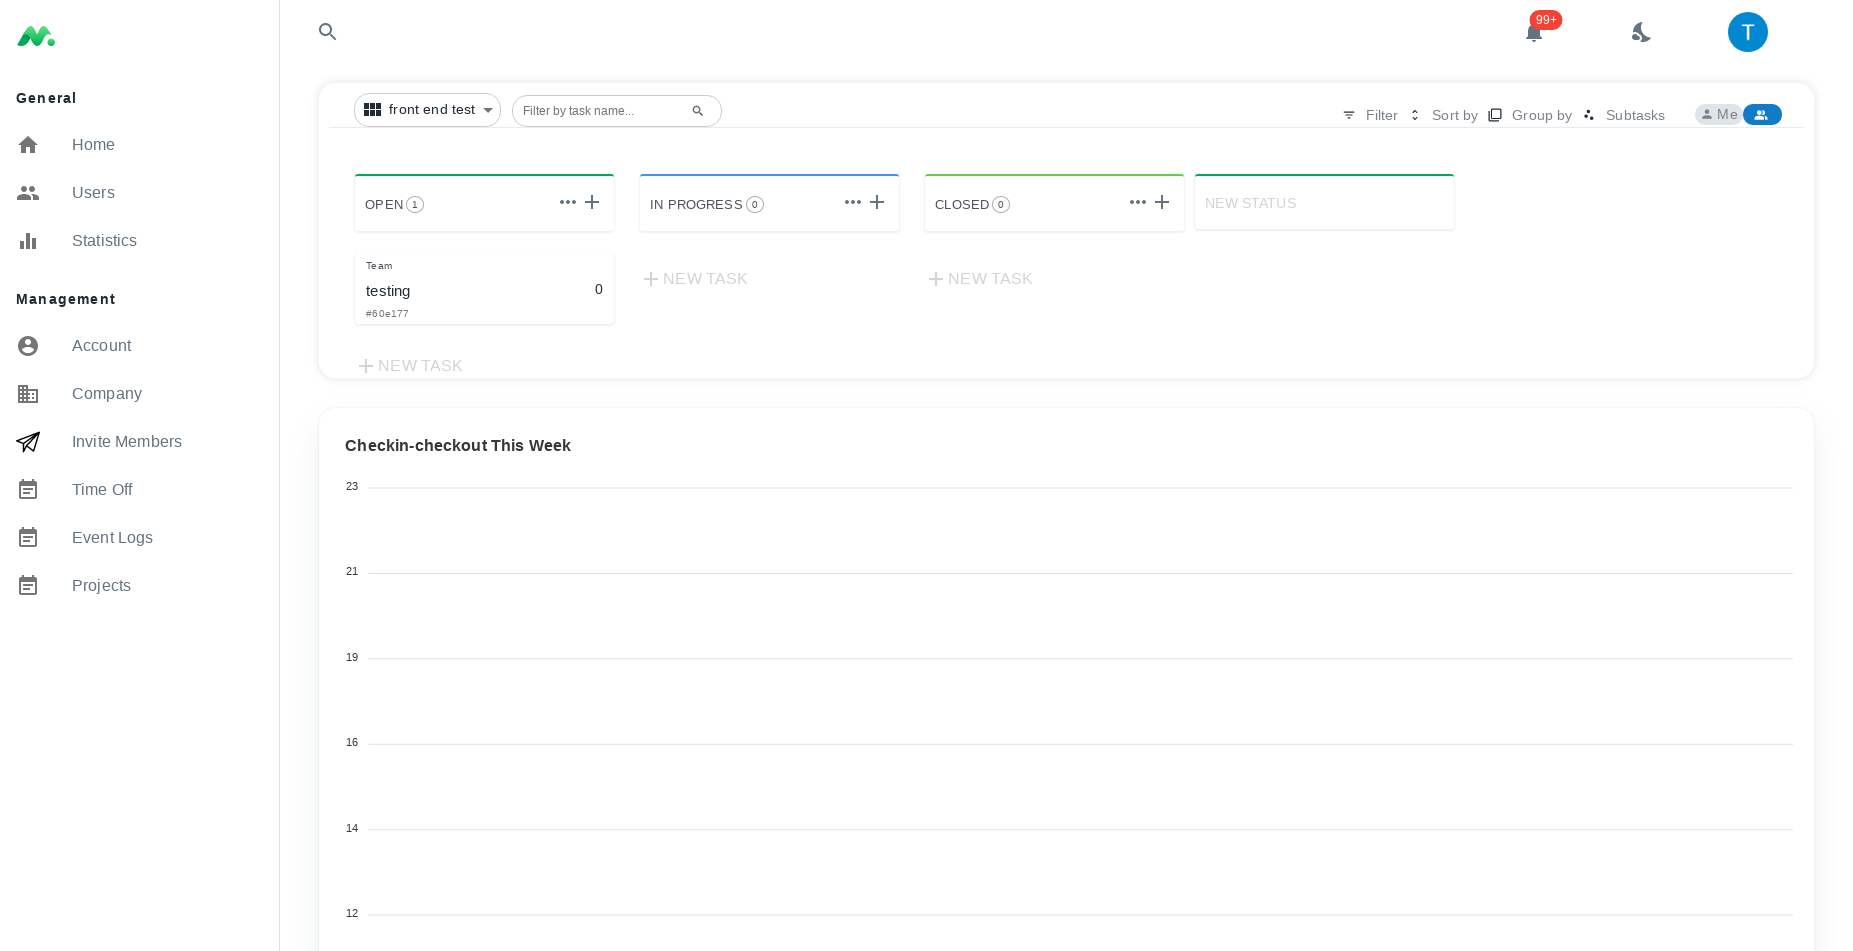 99+
T
General
Home
Users
Statistics
Management
Account
Company
Invite Members
Time Off
Event Logs
Projects
front end test
Filter by task name...
Filter
Sort by
Group by
Subtasks
Me
OPEN 1
IN PROGRESS 0
CLOSED 0
NEW STATUS
Team
testing 0
#60e177
NEW TASK
NEW TASK
NEW TASK
Checkin-checkout This Week
23
21
19
16
14
12